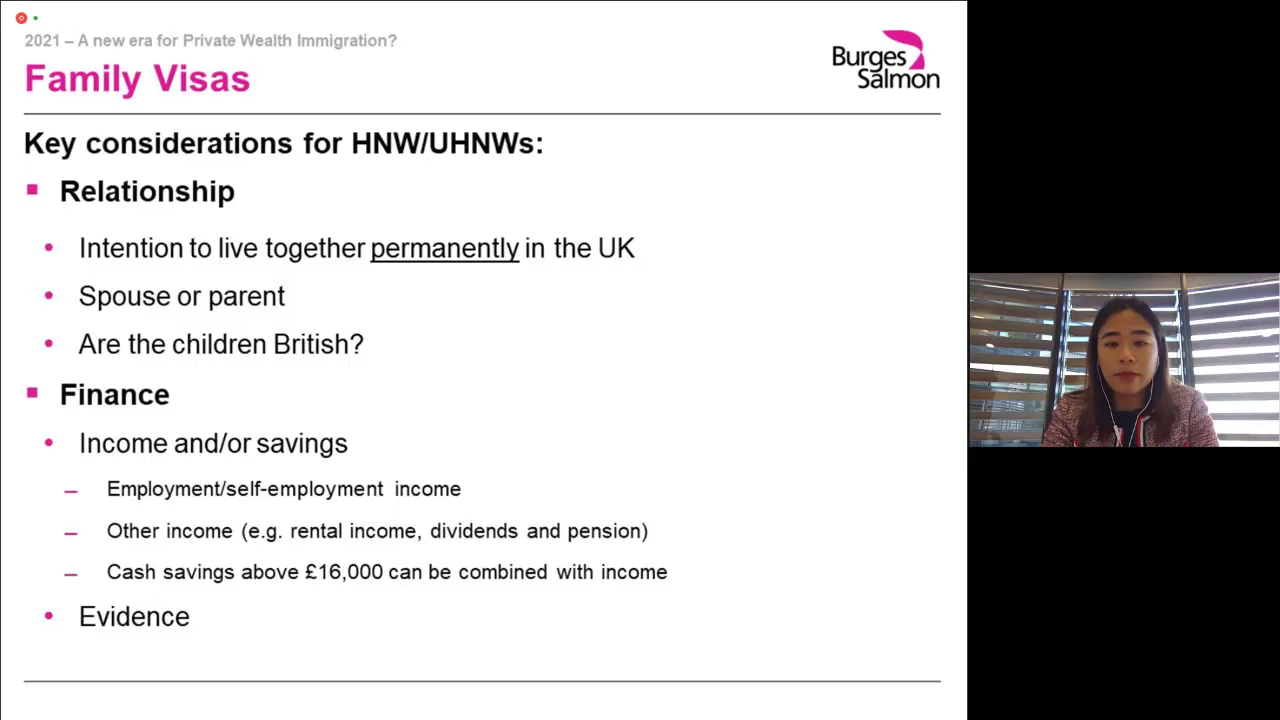 2021 – A new era for Private Wealth Immigration?
Family Visas
Burges
Salmon
Key considerations for HNW/UHNWs:
Relationship
Intention to live together permanently in the UK
Spouse or parent
Are the children British?
Finance
Income and/or savings
Employment/self-employment income
Other income (e.g. rental income, dividends and pension)
Cash savings above £16,000 can be combined with income
Evidence